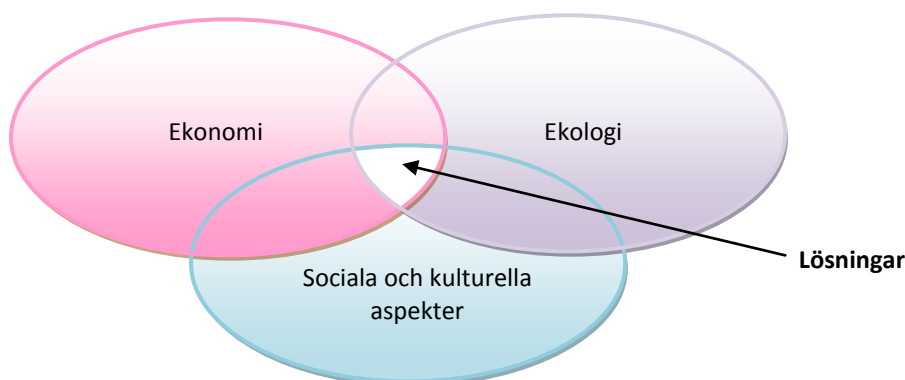 Ekonomi
Ekologi
Lösningar
Sociala och kulturella
aspekter